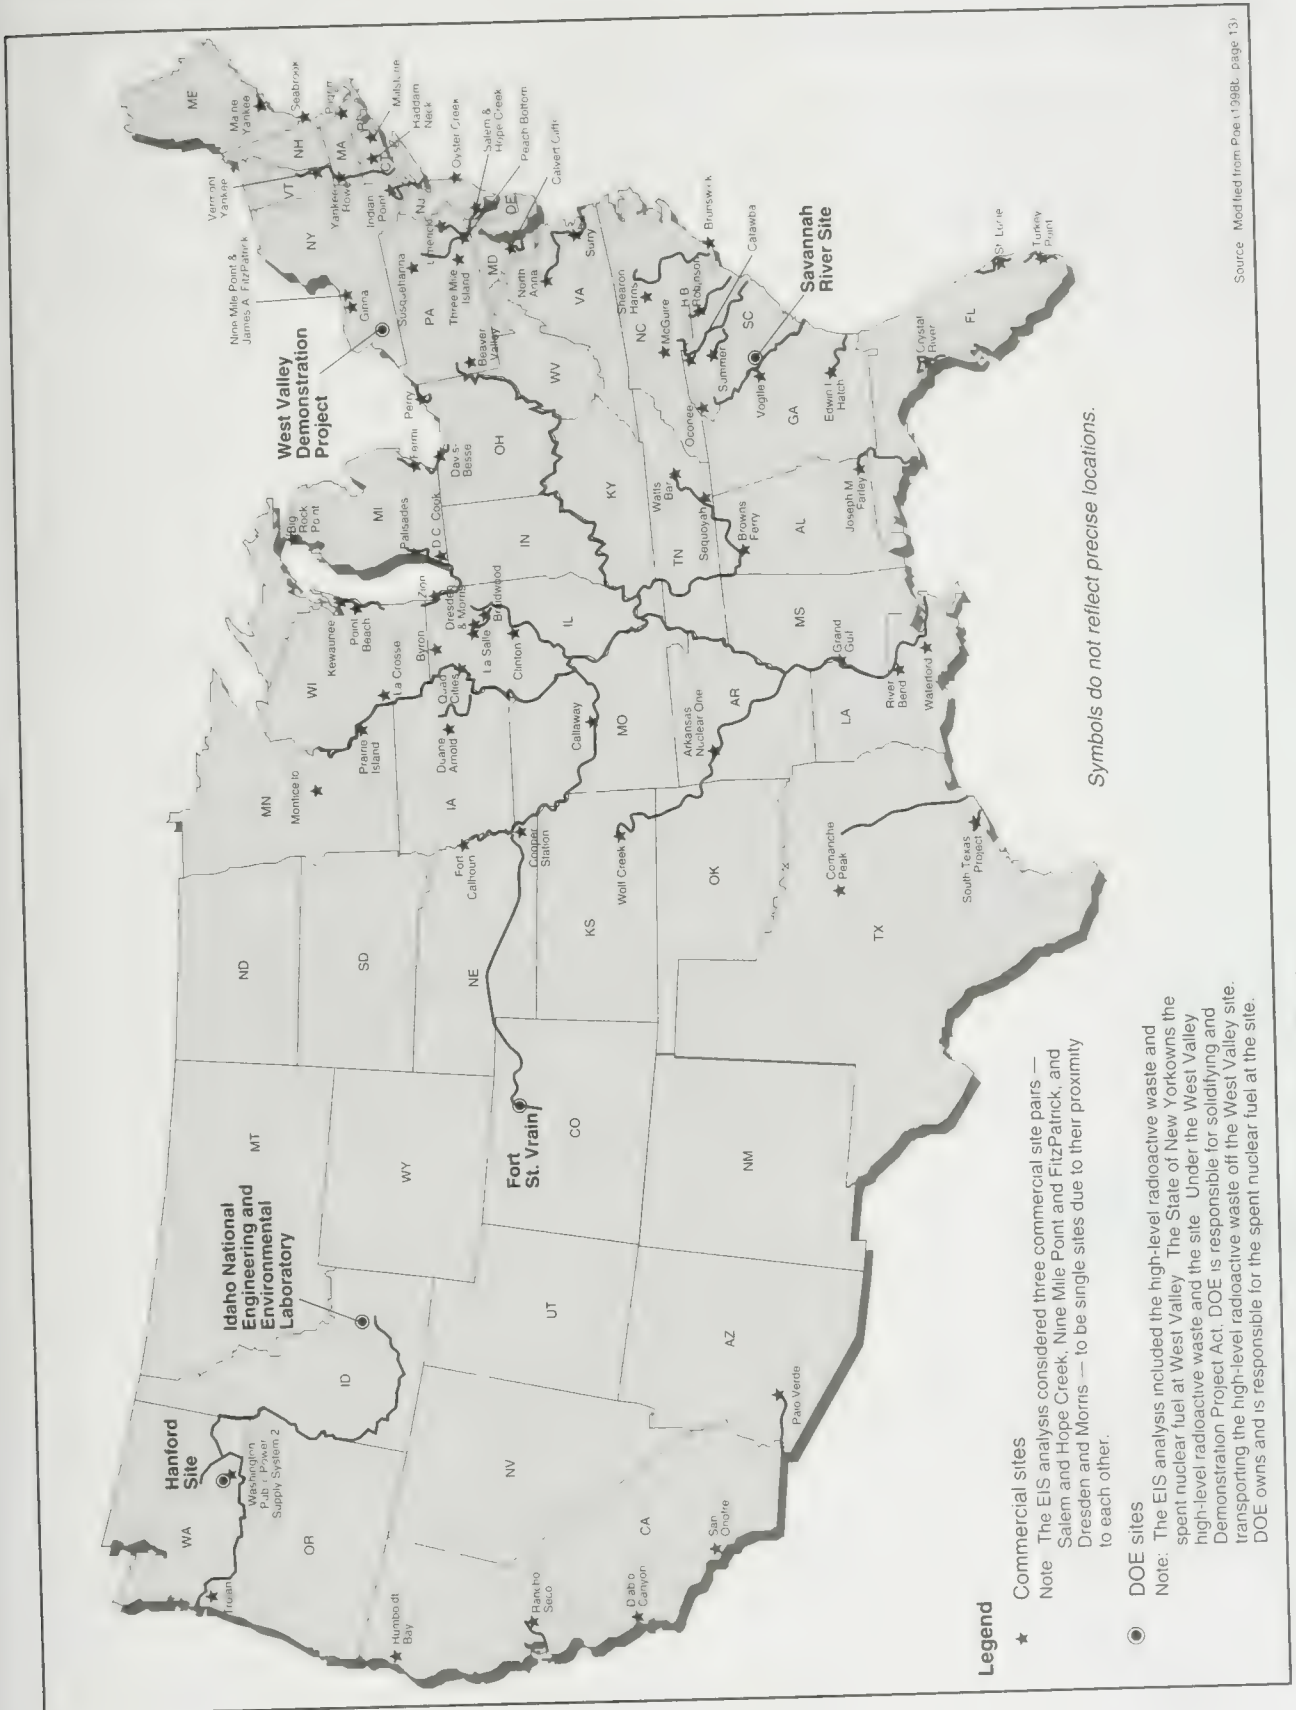 ME
Maine
Yankee
Seabrook
Vermont
Yankee
NH
VT
MA
Yankee
Rowe
Haddam
Neck
Indian
Point
NY
NJ
Oyster Creek
Salem &
Hope Creek
Peach Bottom
Nine Mile Point &
James A. FitzPatrick
Ginna
Susquehanna
Limerick
PA
Three Mile
Island
MD
DE
West Valley
Demonstration
Project
Beaver
Valley
North
Anna
Surry
VA
WV
Perry
Fermi
Davis-
Besse
OH
Shearon
Harris
Brunswick
NC
H B
Robinson
McGuire
Catawba
SC
Summer
Savannah
River Site
Oconee
Vogtle
GA
Edwin I
Hatch
St. Lucie
Turkey
Point
FL
Crystal
River
Big
Rock
Point
MI
Palisades
D C Cook
IN
KY
Watts
Bar
TN
Sequoyah
Browns
Ferry
AL
Joseph M
Farley
Kewaunee
Point
Beach
WI
La Crosse
Zion
Dresden
& Morris
Braidwood
Byron
La Salle
Quad
Cities
Clinton
IL
MS
Grand
Gulf
River
Bend
Waterford
LA
MN
Monticello
Prairie
Island
Duane
Arnold
IA
Callaway
MO
Arkansas
Nuclear One
AR
Fort
Calhoun
Cooper
Station
Wolf Creek
KS
OK
Comanche
Peak
TX
South Texas
Project
ND
SD
NE
MT
WY
Fort
St. Vrain
CO
NM
Idaho National
Engineering and
Environmental
Laboratory
ID
UT
AZ
Palo Verde
Hanford
Site
Washington
Public Power
Supply System 2
WA
OR
Trojan
NV
CA
Humboldt
Bay
Rancho
Seco
Diablo
Canyon
San
Onofre
Symbols do not reflect precise locations.
Legend
Commercial sites
Note The EIS analysis considered three commercial site pairs —
Salem and Hope Creek, Nine Mile Point and FitzPatrick, and
Dresden and Morris — to be single sites due to their proximity
to each other.
DOE sites
Note: The EIS analysis included the high-level radioactive waste and
spent nuclear fuel at West Valley The State of New Yorkowns the
high-level radioactive waste and the site Under the West Valley
Demonstration Project Act, DOE is responsible for solidifying and
transporting the high-level radioactive waste off the West Valley site.
DOE owns and is responsible for the spent nuclear fuel at the site.
Source Modified from Poe (1998b, page 13)